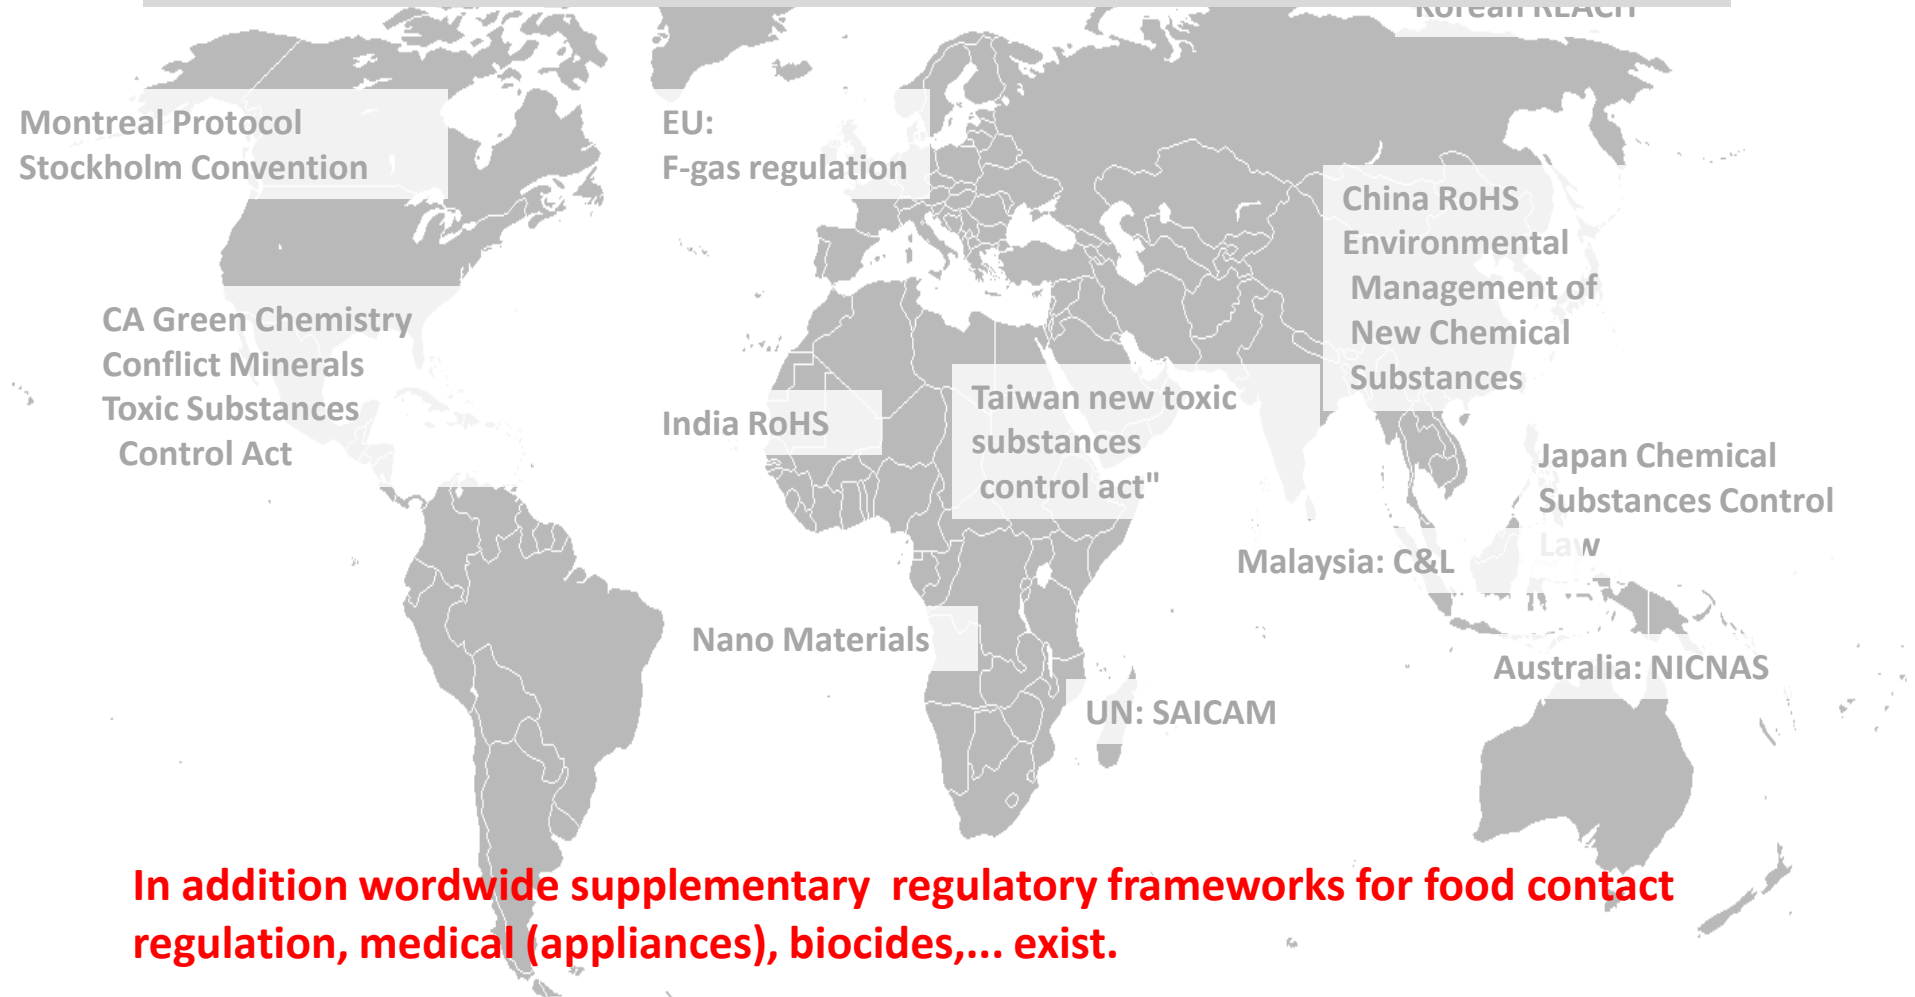 Korean REACH
Montreal Protocol
Stockholm Convention
EU:
F-gas regulation
China RoHS
Environmental
Management of
New Chemical
Substances
CA Green Chemistry
Conflict Minerals
Toxic Substances
Control Act
India RoHS
Taiwan new toxic
substances
control act"
Japan Chemical
Substances Control
Law
Malaysia: C&L
Nano Materials
Australia: NICNAS
UN: SAICAM
In addition wordwide supplementary regulatory frameworks for food contact
regulation, medical (appliances), biocides,... exist.